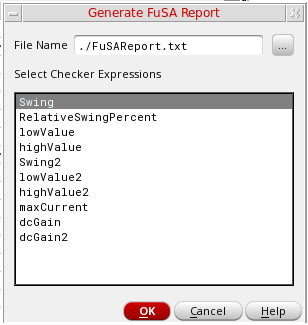 Generate FuSA Report
File Name ./FuSAReport.txt ...
Select Checker Expressions
Swing
RelativeSwingPercent
lowValue
highValue
Swing2
lowValue2
highValue2
maxCurrent
dcGain
dcGain2
OK Cancel Help